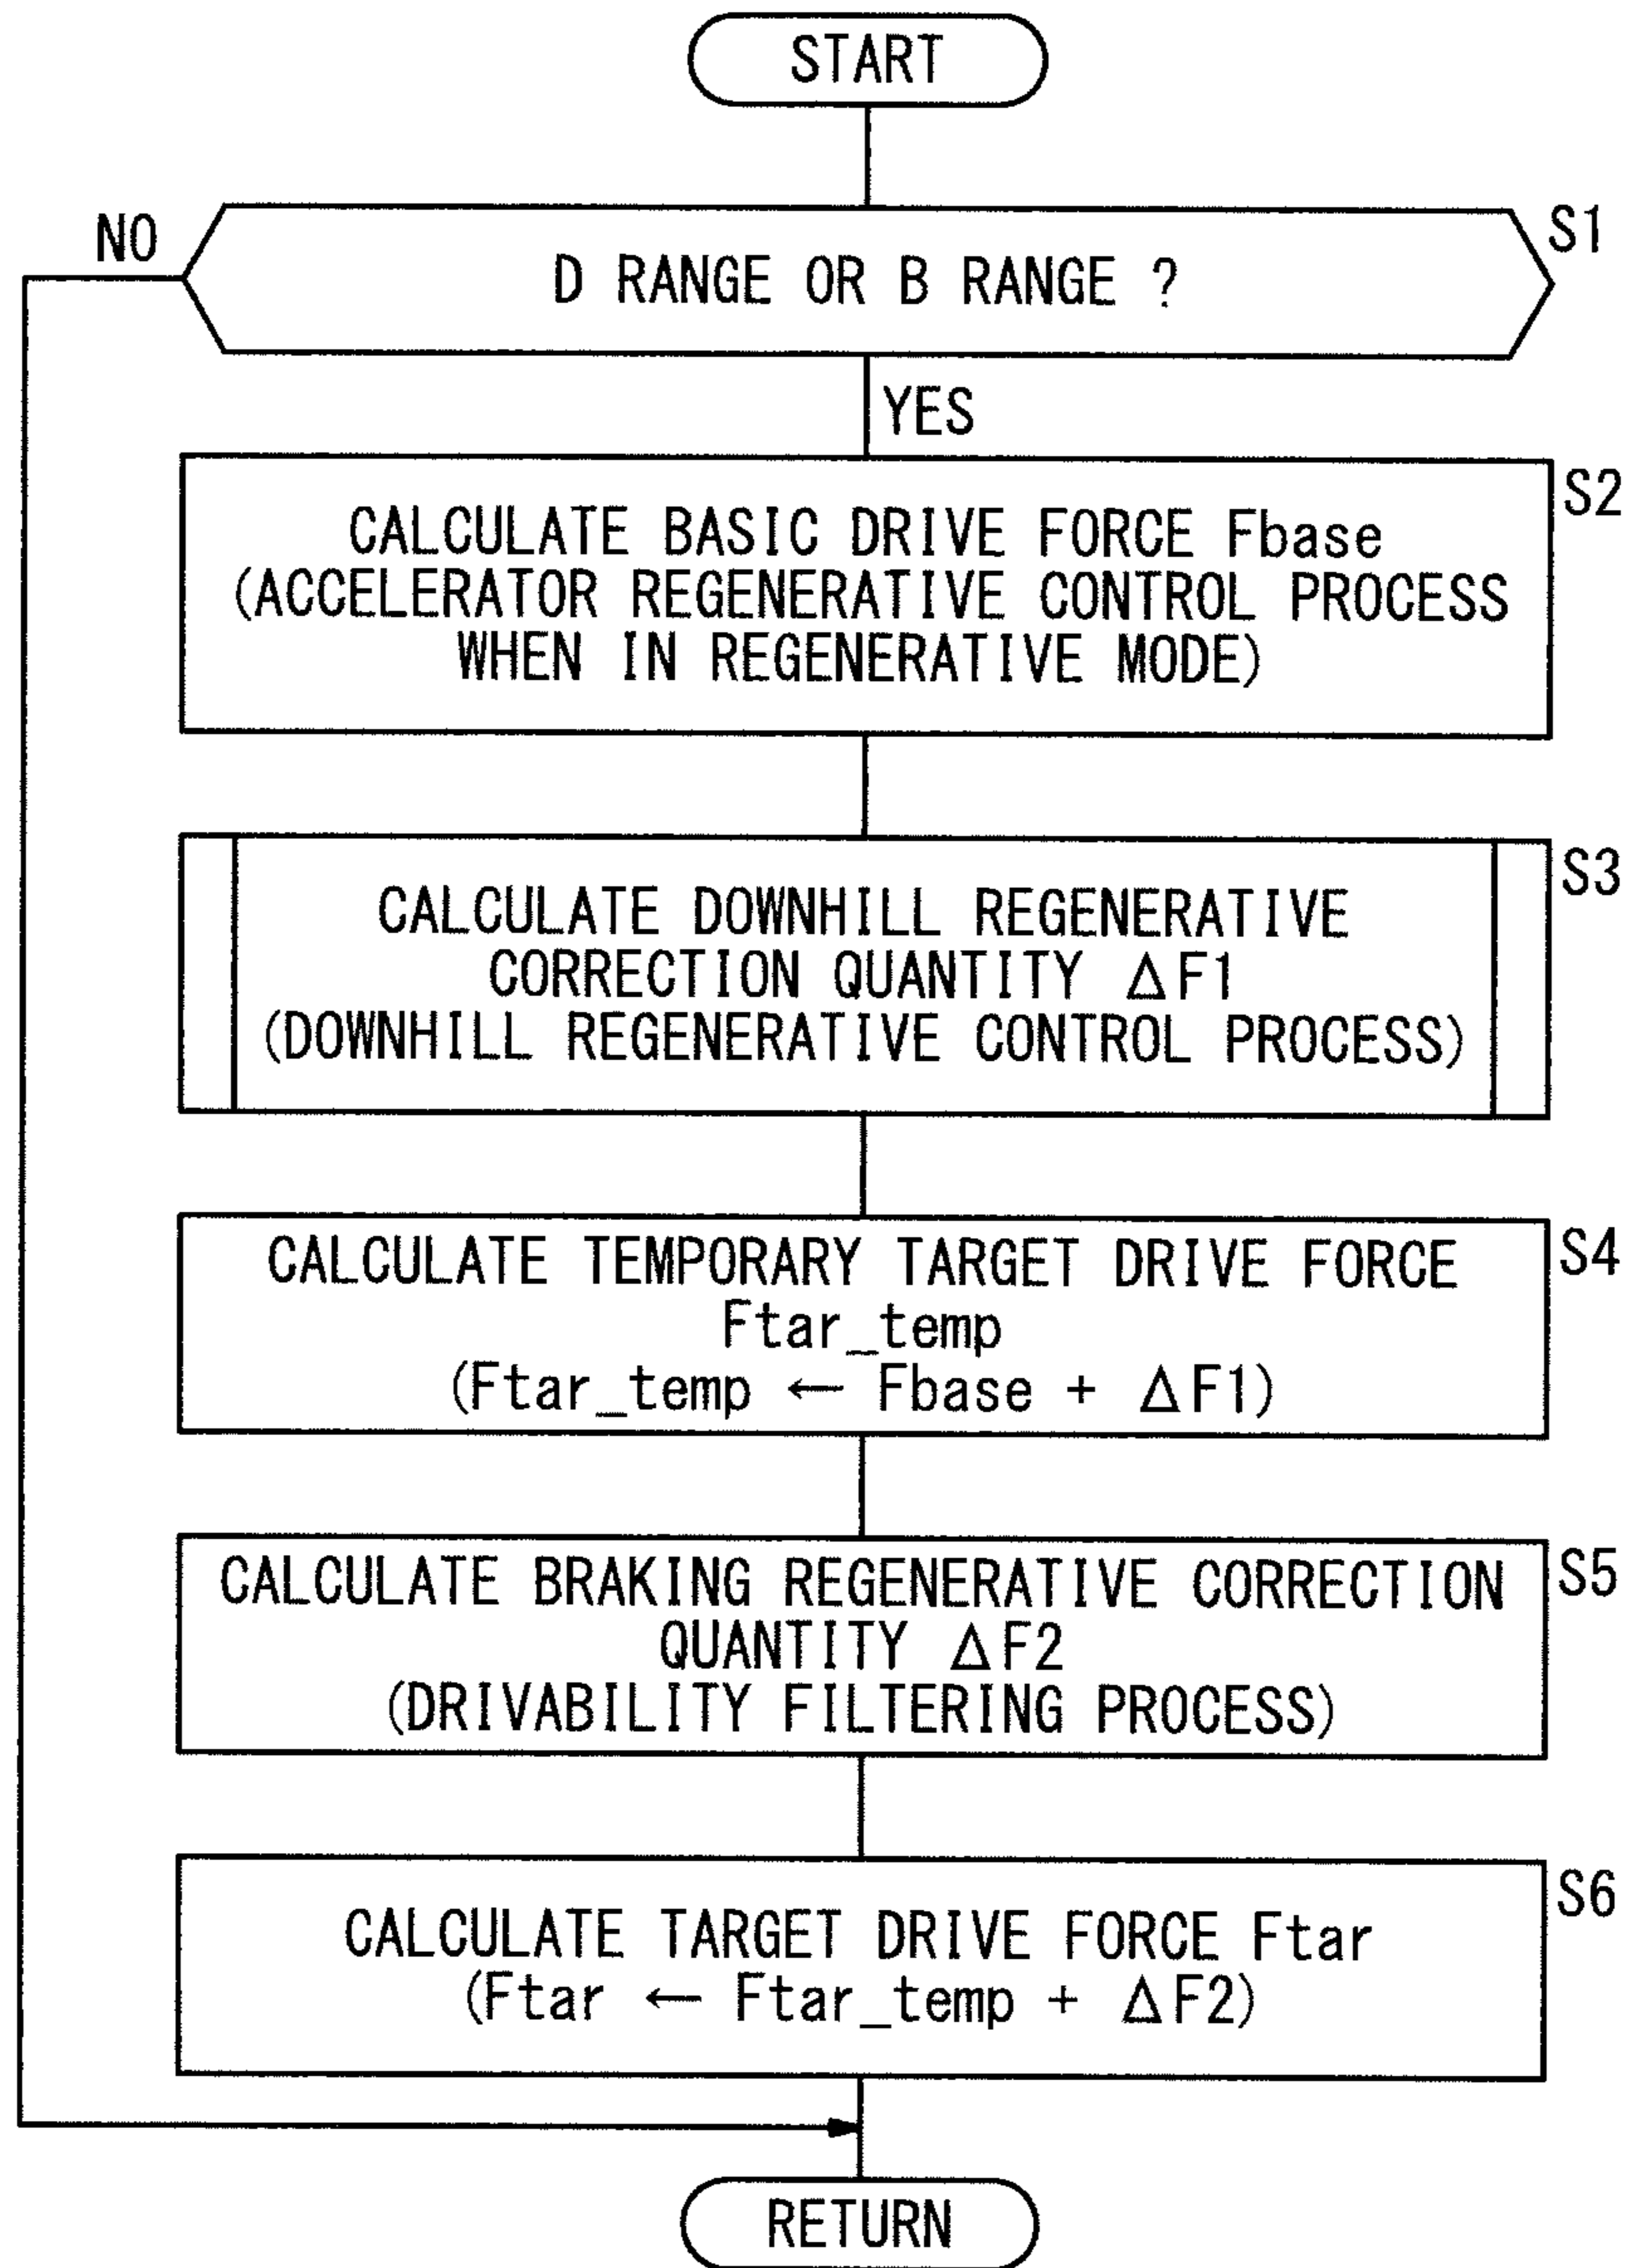 START
NO
D RANGE OR B RANGE ?
S1
YES
S2
CALCULATE BASIC DRIVE FORCE Fbase
(ACCELERATOR REGENERATIVE CONTROL PROCESS
WHEN IN REGENERATIVE MODE)
S3
CALCULATE DOWNHILL REGENERATIVE
CORRECTION QUANTITY ΔF1
(DOWNHILL REGENERATIVE CONTROL PROCESS)
S4
CALCULATE TEMPORARY TARGET DRIVE FORCE
Ftar_temp
(Ftar_temp ← Fbase + ΔF1)
S5
CALCULATE BRAKING REGENERATIVE CORRECTION
QUANTITY ΔF2
(DRIVABILITY FILTERING PROCESS)
S6
CALCULATE TARGET DRIVE FORCE Ftar
(Ftar ← Ftar_temp + ΔF2)
RETURN